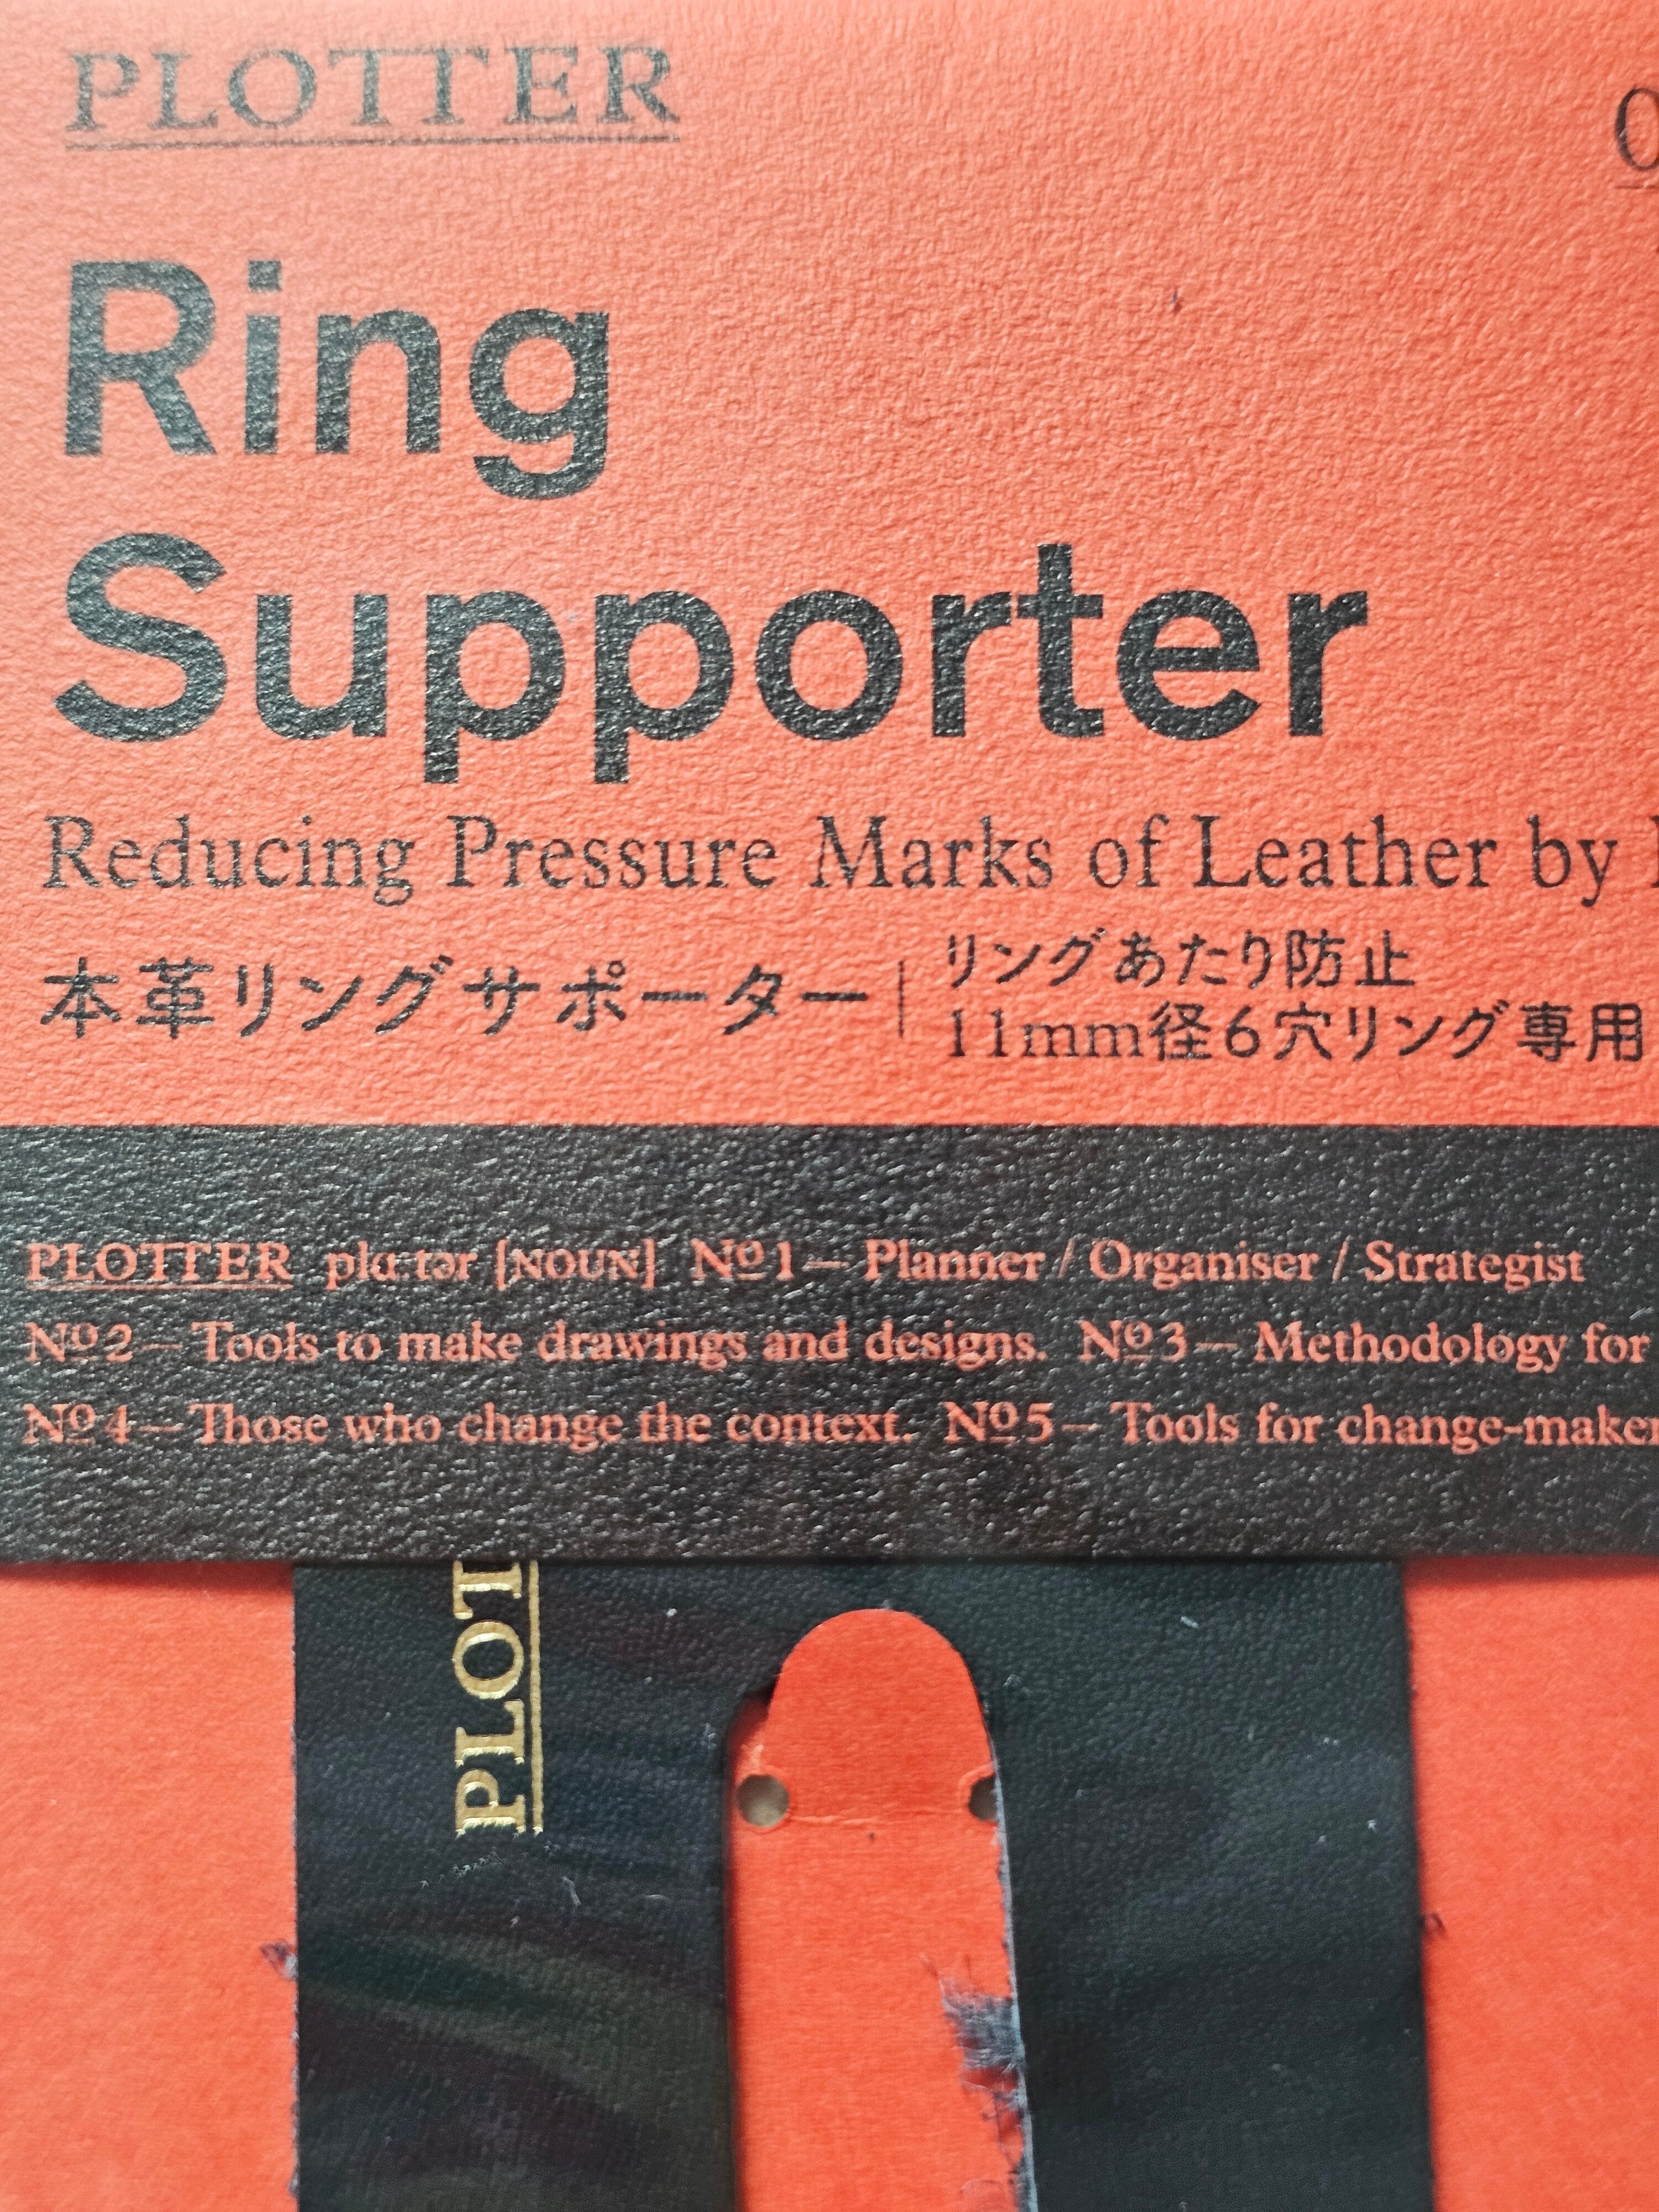 PLOTTER
Ring
Supporter
Reducing Pressure Marks of Leather by
本革リングサポーター
リングあたり防止
11mm径6穴リング専用
PLOTTER plɑ:tər [NOUN] Nº1— Planner / Organiser / Strategist
Nº2— Tools to make drawings and designs. Nº3— Methodology for
Nº4— Those who change the context. Nº5— Tools for change-maker
PLOT